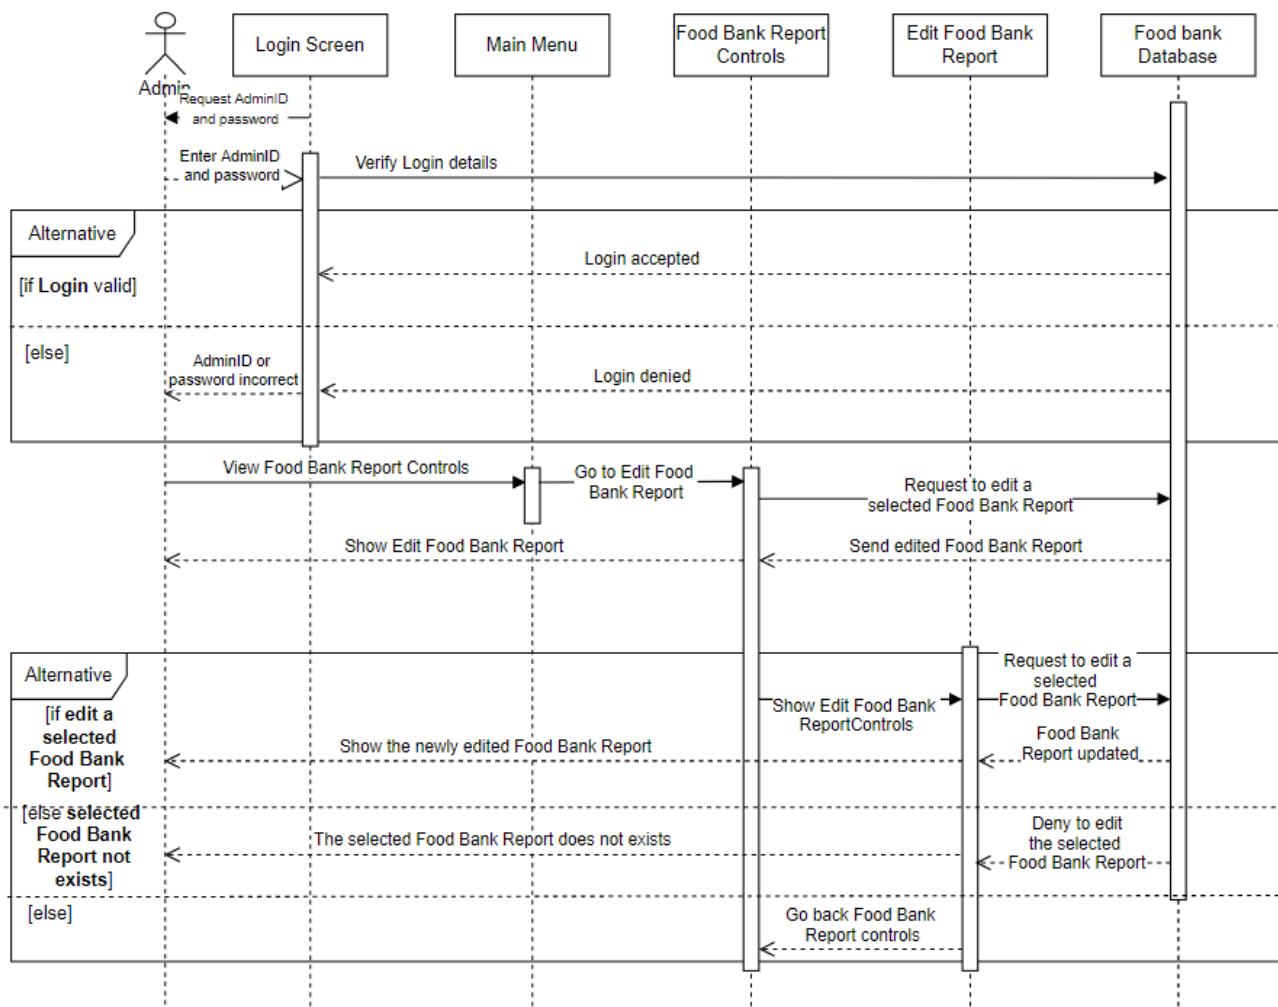 Admin
Login Screen
Main Menu
Food Bank Report
Controls
Edit Food Bank
Report
Food bank
Database
Request AdminID
and password
Enter AdminID
and password
Verify Login details
Alternative
[if Login valid]
Login accepted
[else]
AdminID or
password incorrect
Login denied
View Food Bank Report Controls
Go to Edit Food
Bank Report
Request to edit a
selected Food Bank Report
Show Edit Food Bank Report
Send edited Food Bank Report
Alternative
[if edit a
selected
Food Bank
Report]
Show Edit Food Bank
ReportControls
Request to edit a
selected
Food Bank Report
Show the newly edited Food Bank Report
Food Bank
Report updated
[else selected
Food Bank
Report not
exists]
The selected Food Bank Report does not exists
Deny to edit
the selected
Food Bank Report
[else]
Go back Food Bank
Report controls